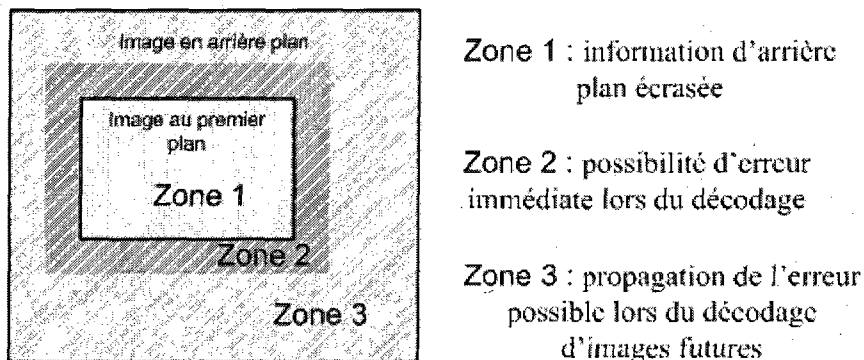 Image en arrière plan
Image au premier
plan
Zone 1
Zone 2
Zone 3
Zone 1 : information d'arrière
plan écrasée
Zone 2 : possibilité d'erreur
immédiate lors du décodage
Zone 3 : propagation de l'erreur
possible lors du décodage
d'images futures